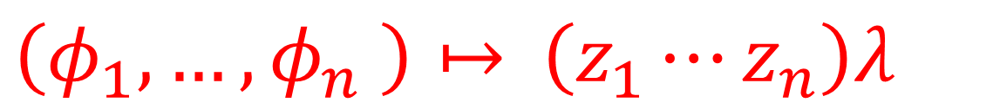 (𝜙₁,…,𝜙ₙ) ↦ (𝑧₁⋯𝑧ₙ)𝜆